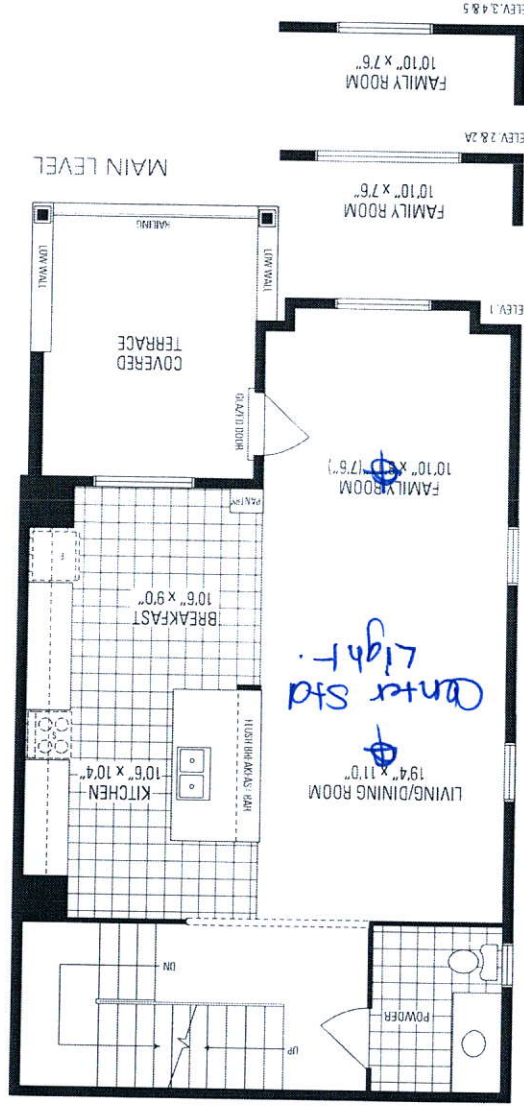 UP
DN
POWDER
LIVING/DINING ROOM
19'4" x 11'0"
Center Std
Light.
KITCHEN
10'6" x 10'4"
FLUSH BREAKFAST BAR
BREAKFAST
10'6" x 9'0"
PANTRY
FAMILY ROOM
10'10" x (7'6")
GLAZED DOOR
COVERED
TERRACE
LOW WALL
LOW WALL
RAILING
ELEV. 1
MAIN LEVEL
FAMILY ROOM
10'10" x 7'6"
ELEV. 2 & 2A
FAMILY ROOM
10'10" x 7'6"
ELEV. 3, 4 & 5